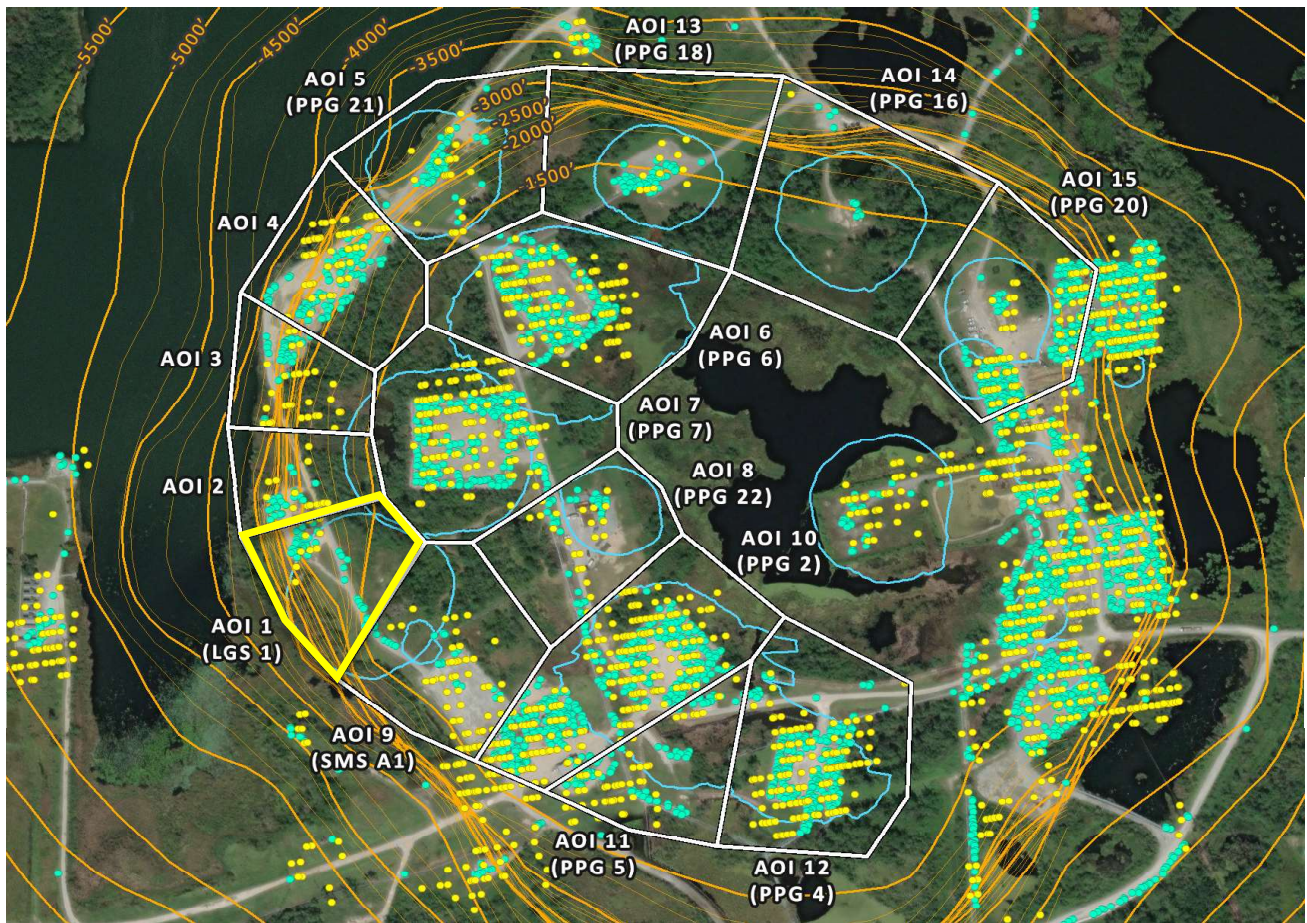 -5500'
-5000'
-4500'
-4000'
-3500'
-3000'
-2500'
-2000'
-1500'
AOI 13
(PPG 18)
AOI 5
(PPG 21)
AOI 14
(PPG 16)
AOI 15
(PPG 20)
AOI 4
AOI 3
AOI 6
(PPG 6)
AOI 7
(PPG 7)
AOI 2
AOI 8
(PPG 22)
AOI 10
(PPG 2)
AOI 1
(LGS 1)
AOI 9
(SMS A1)
AOI 11
(PPG 5)
AOI 12
(PPG 4)